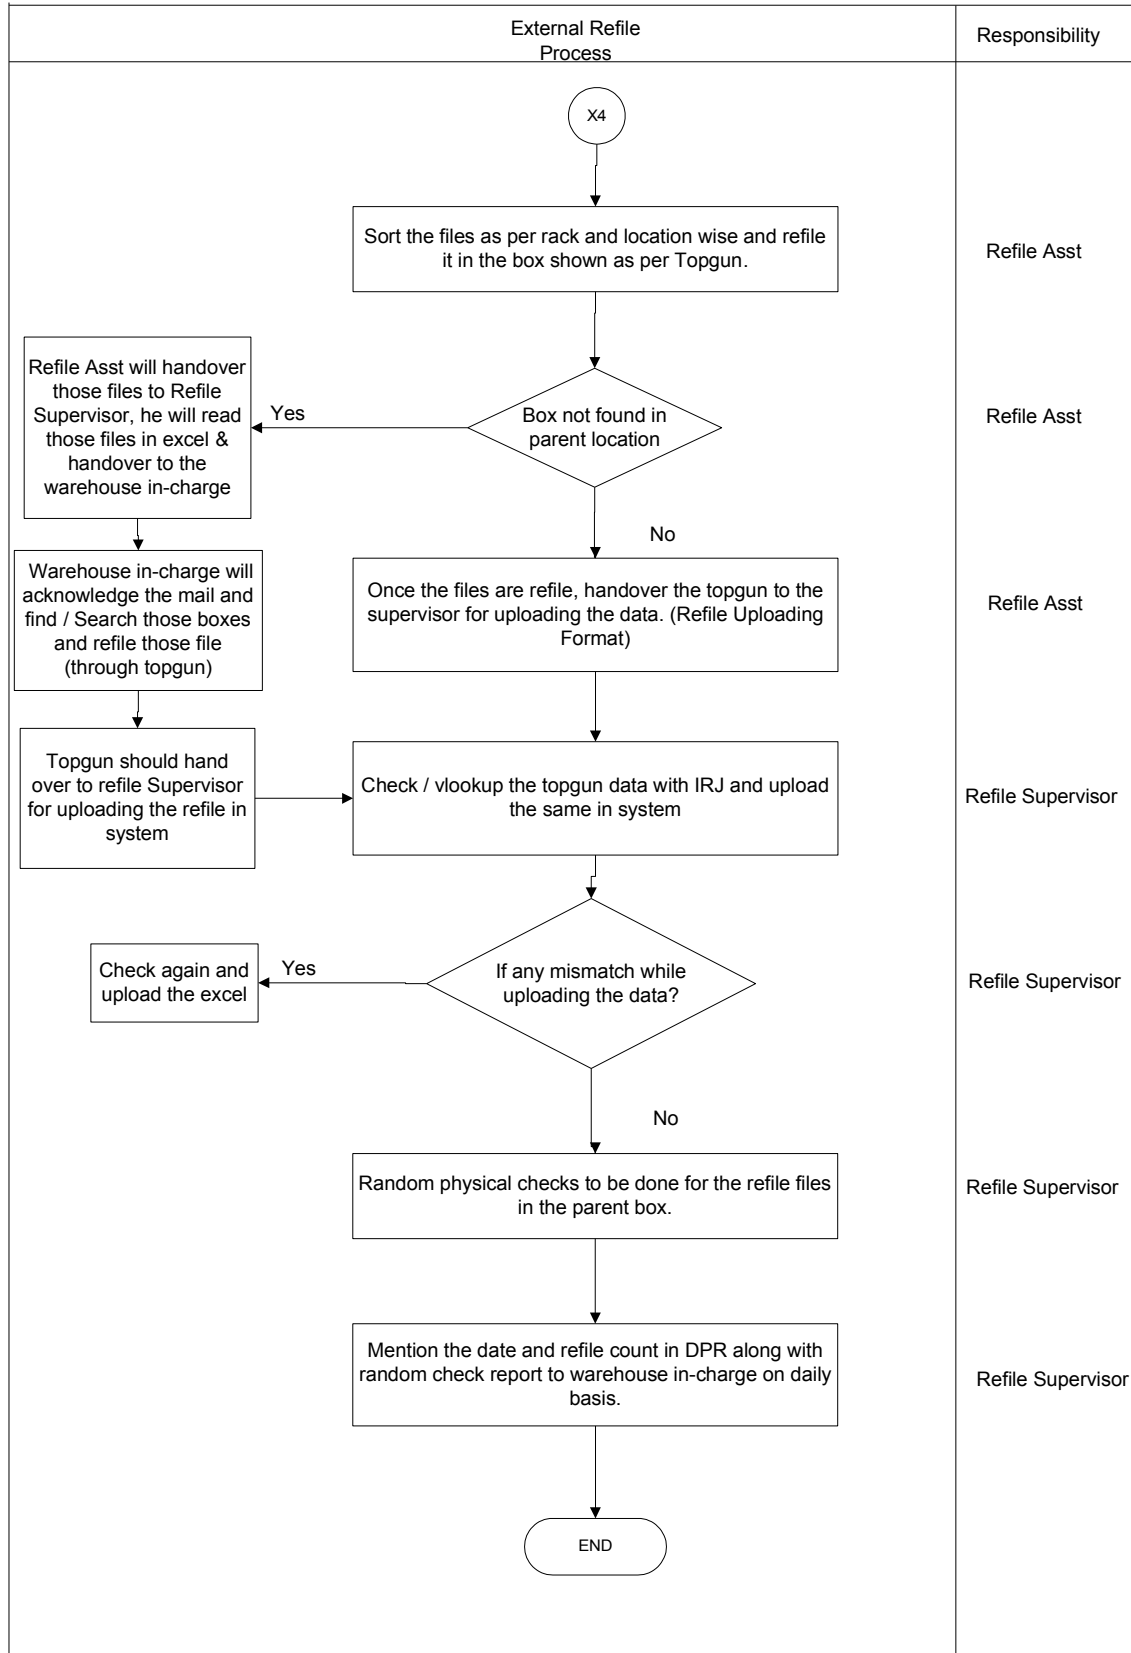 External Refile
Process
Responsibility
X4
Sort the files as per rack and location wise and refile
it in the box shown as per Topgun.
Refile Asst
Refile Asst will handover
those files to Refile
Supervisor, he will read
those files in excel &
handover to the
warehouse in-charge
Yes
Box not found in
parent location
Refile Asst
No
Warehouse in-charge will
acknowledge the mail and
find / Search those boxes
and refile those file
(through topgun)
Once the files are refile, handover the topgun to the
supervisor for uploading the data. (Refile Uploading
Format)
Refile Asst
Topgun should hand
over to refile Supervisor
for uploading the refile in
system
Check / vlookup the topgun data with IRJ and upload
the same in system
Refile Supervisor
Check again and
upload the excel
Yes
If any mismatch while
uploading the data?
Refile Supervisor
No
Random physical checks to be done for the refile files
in the parent box.
Refile Supervisor
Mention the date and refile count in DPR along with
random check report to warehouse in-charge on daily
basis.
Refile Supervisor
END